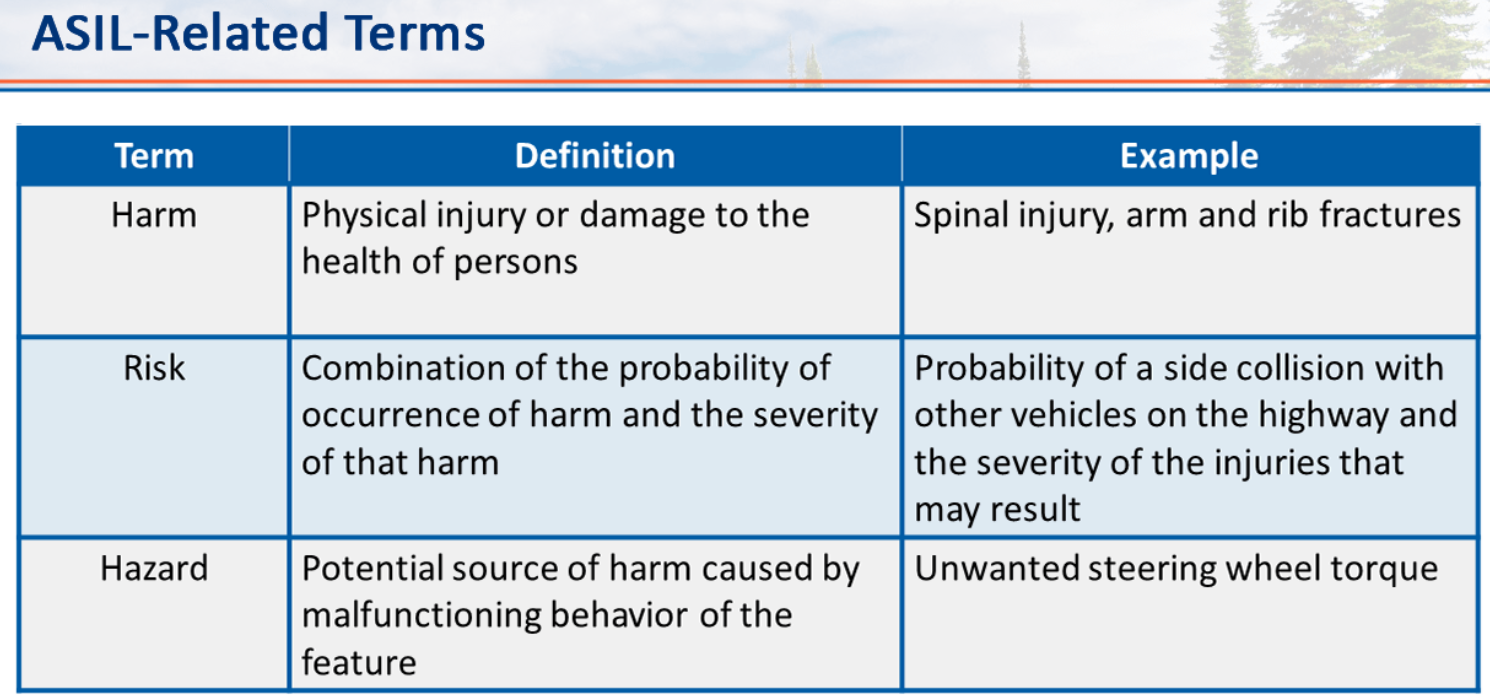 ASIL-Related Terms
Term Definition Example
Harm Physical injury or damage to the Spinal injury, arm and rib fractures
health of persons
Risk Combination of the probability of Probability of a side collision with
occurrence of harm and the severity other vehicles on the highway and
of that harm the severity of the injuries that
may result
Hazard Potential source of harm caused by Unwanted steering wheel torque
malfunctioning behavior of the
feature